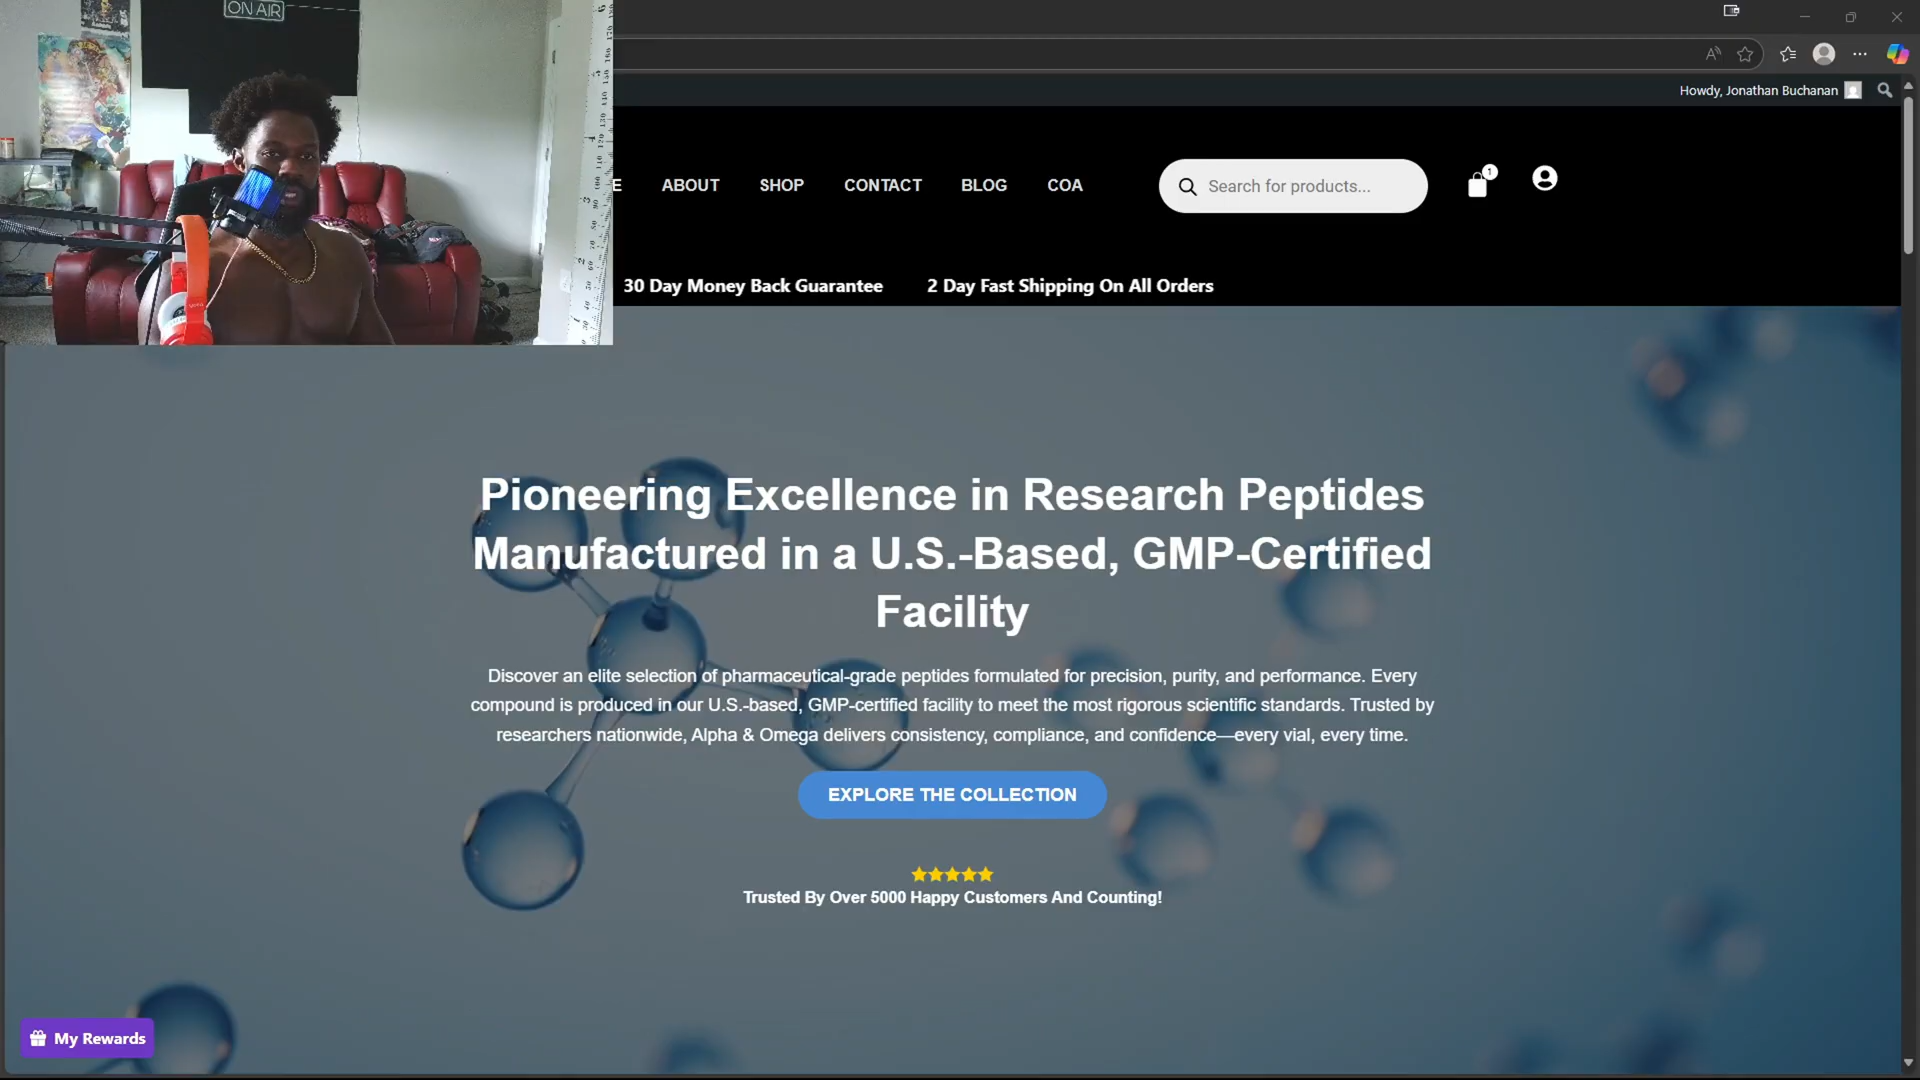 ON AIR
Howdy, Jonathan Buchanan
E ABOUT SHOP CONTACT BLOG COA
Search for products...
1
30 Day Money Back Guarantee 2 Day Fast Shipping On All Orders
Pioneering Excellence in Research Peptides
Manufactured in a U.S.-Based, GMP-Certified
Facility
Discover an elite selection of pharmaceutical-grade peptides formulated for precision, purity, and performance. Every
compound is produced in our U.S.-based, GMP-certified facility to meet the most rigorous scientific standards. Trusted by
researchers nationwide, Alpha & Omega delivers consistency, compliance, and confidence—every vial, every time.
EXPLORE THE COLLECTION
Trusted By Over 5000 Happy Customers And Counting!
My Rewards